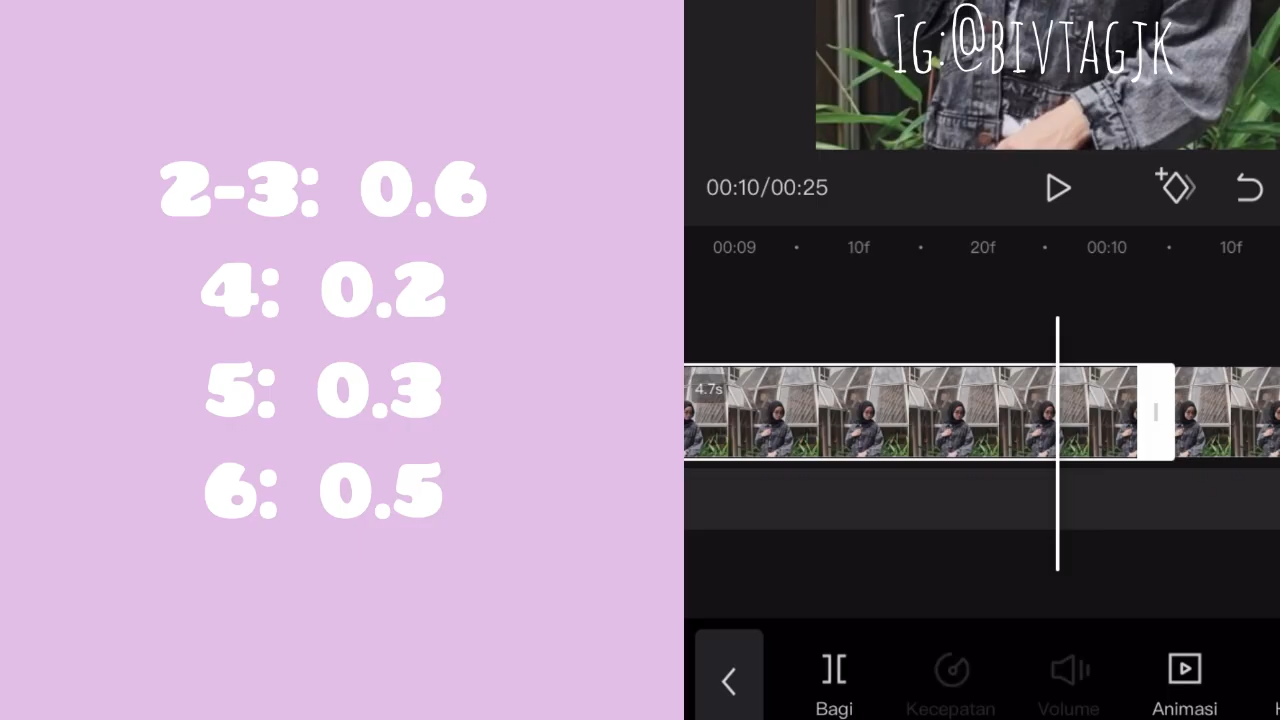 2-3: 0.6
4: 0.2
5: 0.3
6: 0.5
IG:@BIVTAGJK
00:10/00:25
00:09 10f 20f 00:10 10f
4.7s
Bagi Kecepatan Volume Animasi